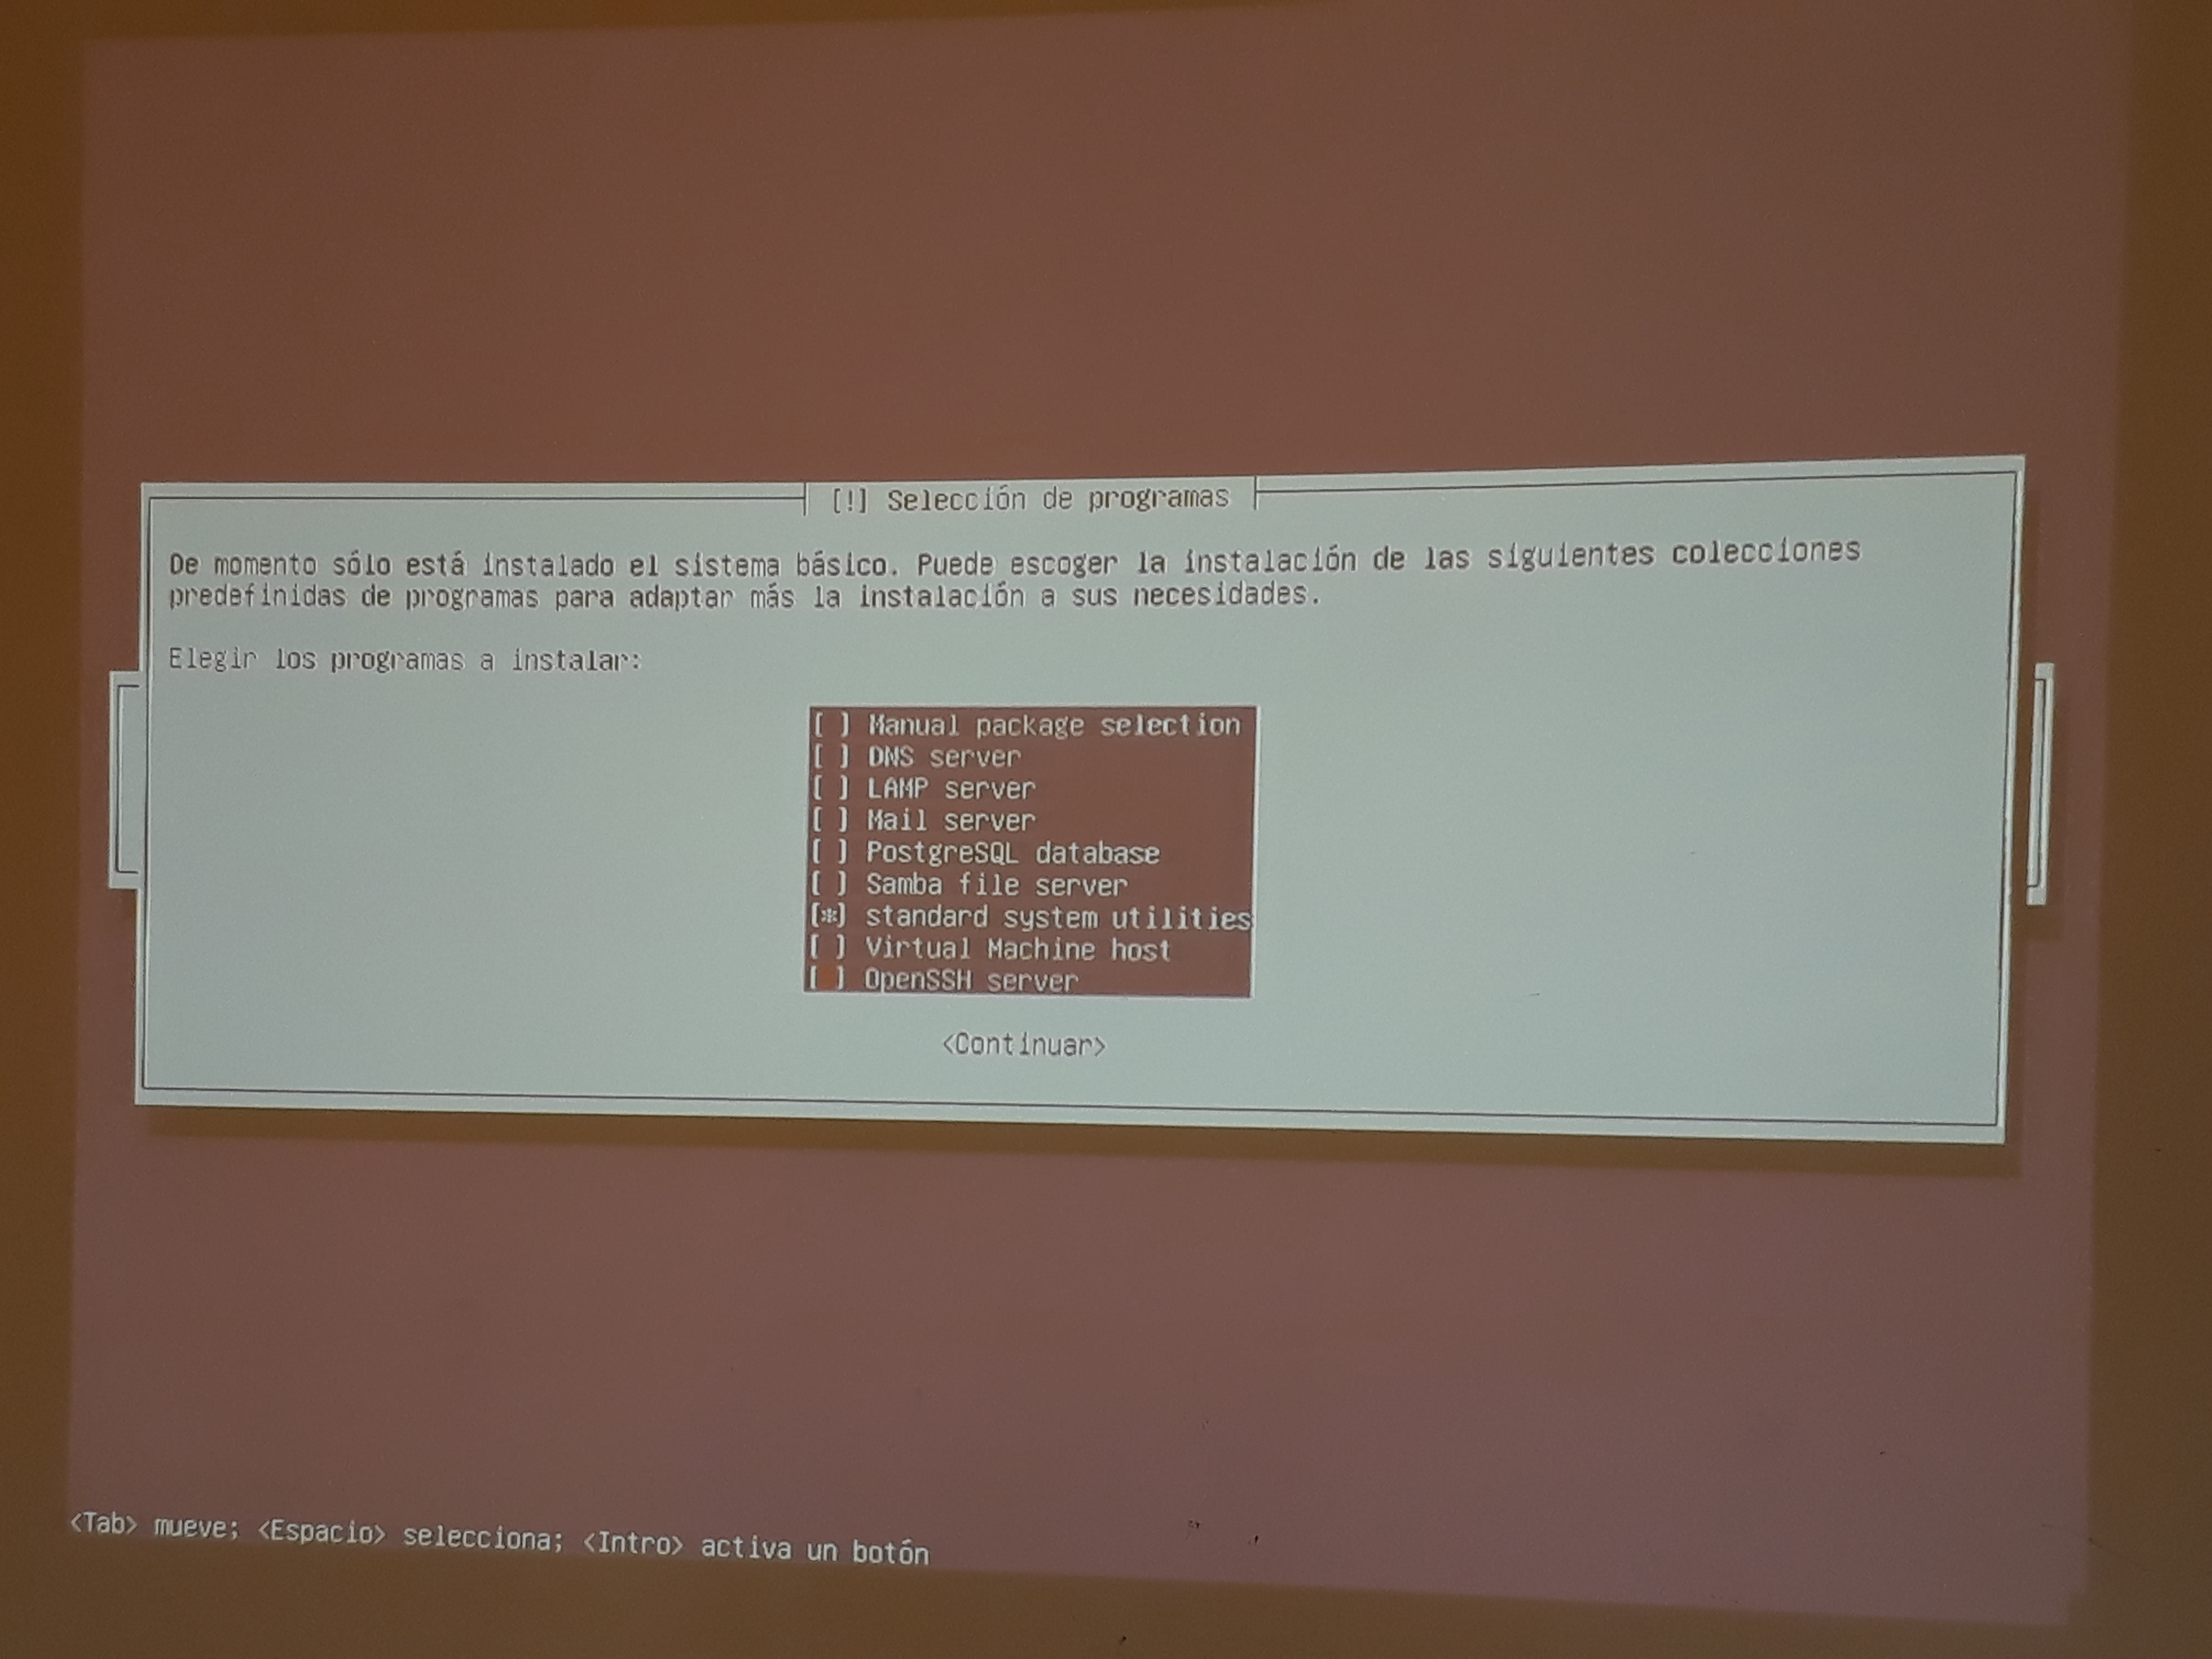 [!] Selección de programas
De momento sólo está instalado el sistema básico. Puede escoger la instalación de las siguientes colecciones
predefinidas de programas para adaptar más la instalación a sus necesidades.
Elegir los programas a instalar:
[ ] Manual package selection
[ ] DNS server
[ ] LAMP server
[ ] Mail server
[ ] PostgreSQL database
[ ] Samba file server
[*] standard system utilities
[ ] Virtual Machine host
[ ] OpenSSH server
<Continuar>
<Tab> mueve; <Espacio> selecciona; <Intro> activa un botón